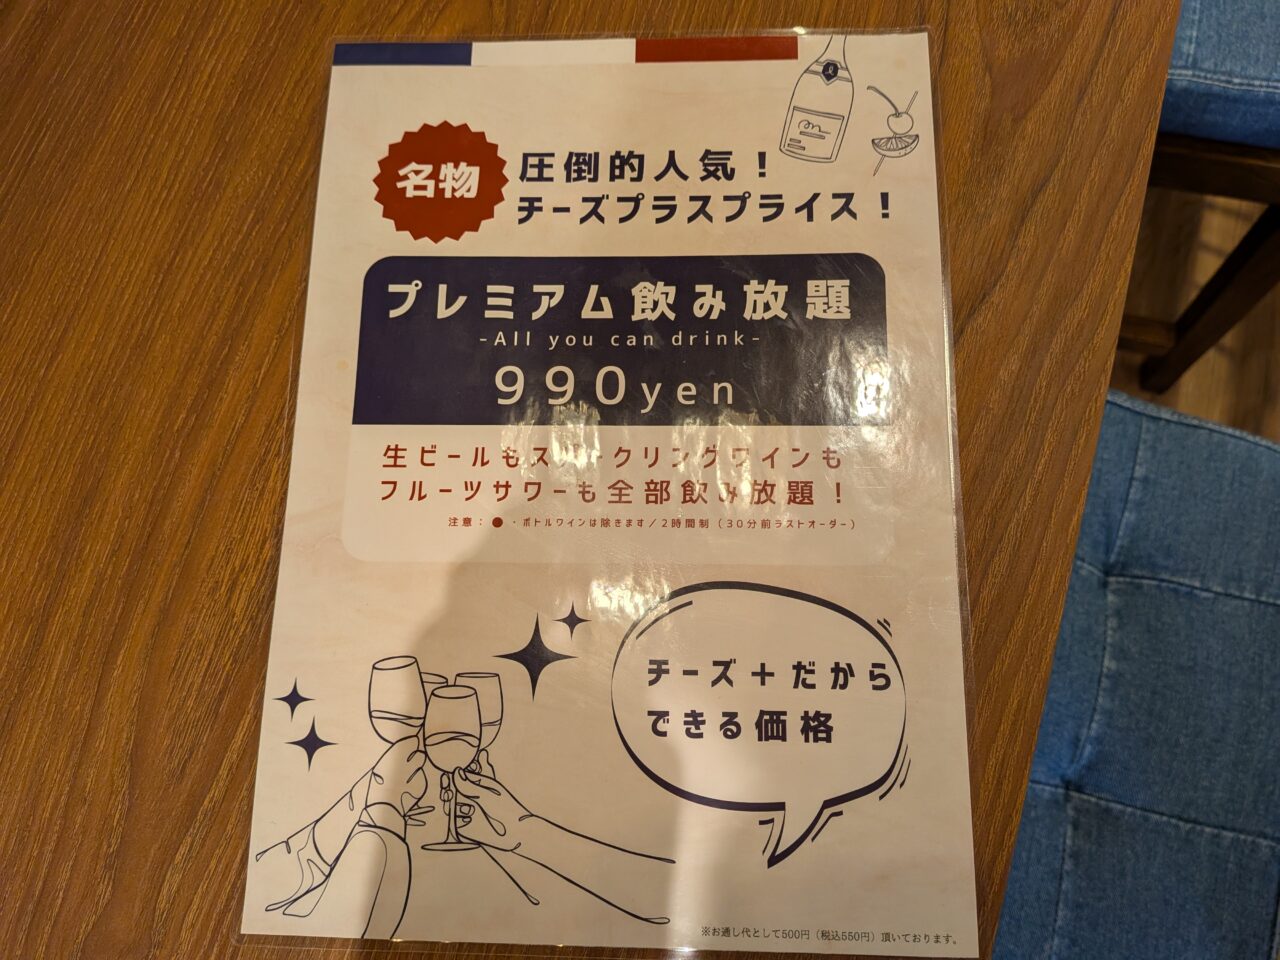 名物
圧倒的人気！
チーズプラスプライス！
プレミアム飲み放題
-All you can drink-
990yen
生ビールもスパークリングワインも
フルーツサワーも全部飲み放題！
注意：●・ボトルワインは除きます／2時間制（30分前ラストオーダー）
チーズ＋だから
できる価格
※お通し代として500円（税込550円）頂いております。